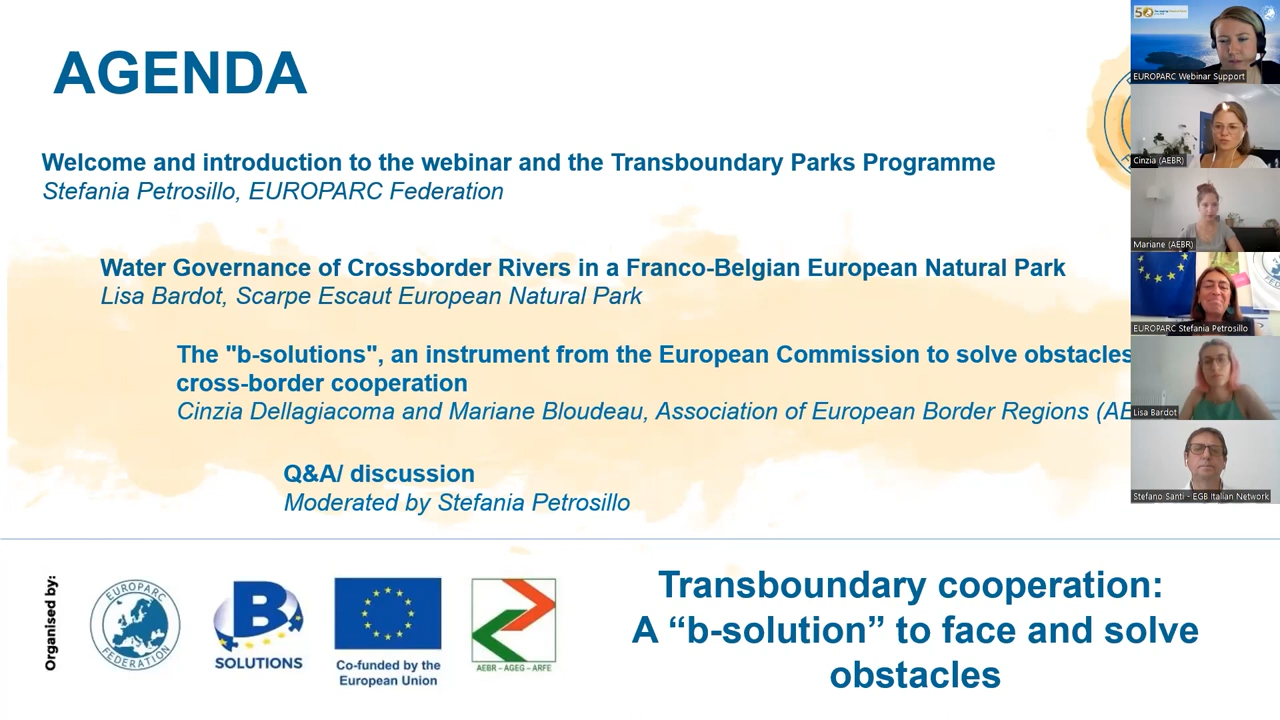 AGENDA
Welcome and introduction to the webinar and the Transboundary Parks Programme
Stefania Petrosillo, EUROPARC Federation
Water Governance of Crossborder Rivers in a Franco-Belgian European Natural Park
Lisa Bardot, Scarpe Escaut European Natural Park
The "b-solutions", an instrument from the European Commission to solve obstacles
cross-border cooperation
Cinzia Dellagiacoma and Mariane Bloudeau, Association of European Border Regions (AE
Q&A/ discussion
Moderated by Stefania Petrosillo
Organised by:
EUROPARC
FEDERATION
B
SOLUTIONS
Co-funded by the
European Union
AEBR – AGEG – ARFE
Transboundary cooperation:
A “b-solution” to face and solve
obstacles
50
EUROPARC Webinar Support
Cinzia (AEBR)
Mariane (AEBR)
EUROPARC Stefania Petrosillo
Lisa Bardot
Stefano Santi - EGB Italian Network